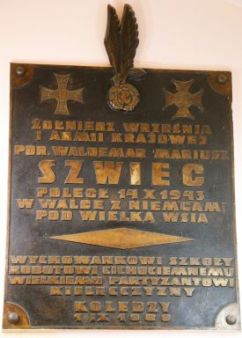 ŻOŁNIERZ WRZEŚNIA
I ARMII KRAJOWEJ
POR. WALDEMAR MARIUSZ
SZWIEC
POLEGŁ 14 X 1943
W WALCE Z NIEMCAMI
POD WIELKĄ WSIĄ
WYCHOWANKOWI SZKOŁY
ROBOTOWI CICHOCIEMNEMU
WIELKIEMU PARTYZANTOWI
KIELECCZYZNY
KOLEDZY